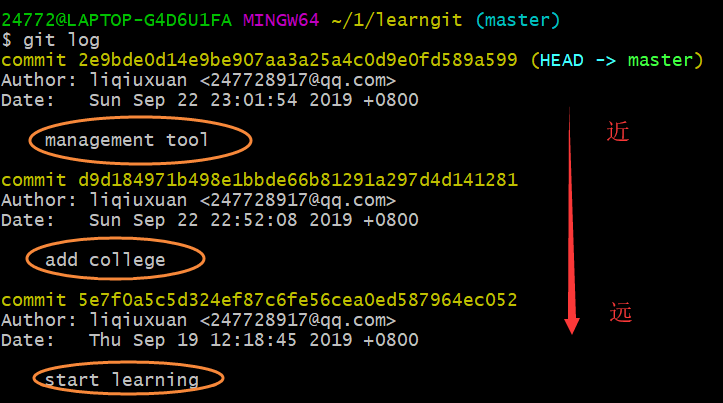 24772@LAPTOP-G4D6U1FA MINGW64 ~/1/learngit (master)
$ git log
commit 2e9bde0d14e9be907aa3a25a4c0d9e0fd589a599 (HEAD -> master)
Author: liqiuxuan <247728917@qq.com>
Date:   Sun Sep 22 23:01:54 2019 +0800
近
management tool
commit d9d184971b498e1bbde66b81291a297d4d141281
Author: liqiuxuan <247728917@qq.com>
Date:   Sun Sep 22 22:52:08 2019 +0800
add college
commit 5e7f0a5c5d324ef87c6fe56cea0ed587964ec052
远
Author: liqiuxuan <247728917@qq.com>
Date:   Thu Sep 19 12:18:45 2019 +0800
start learning